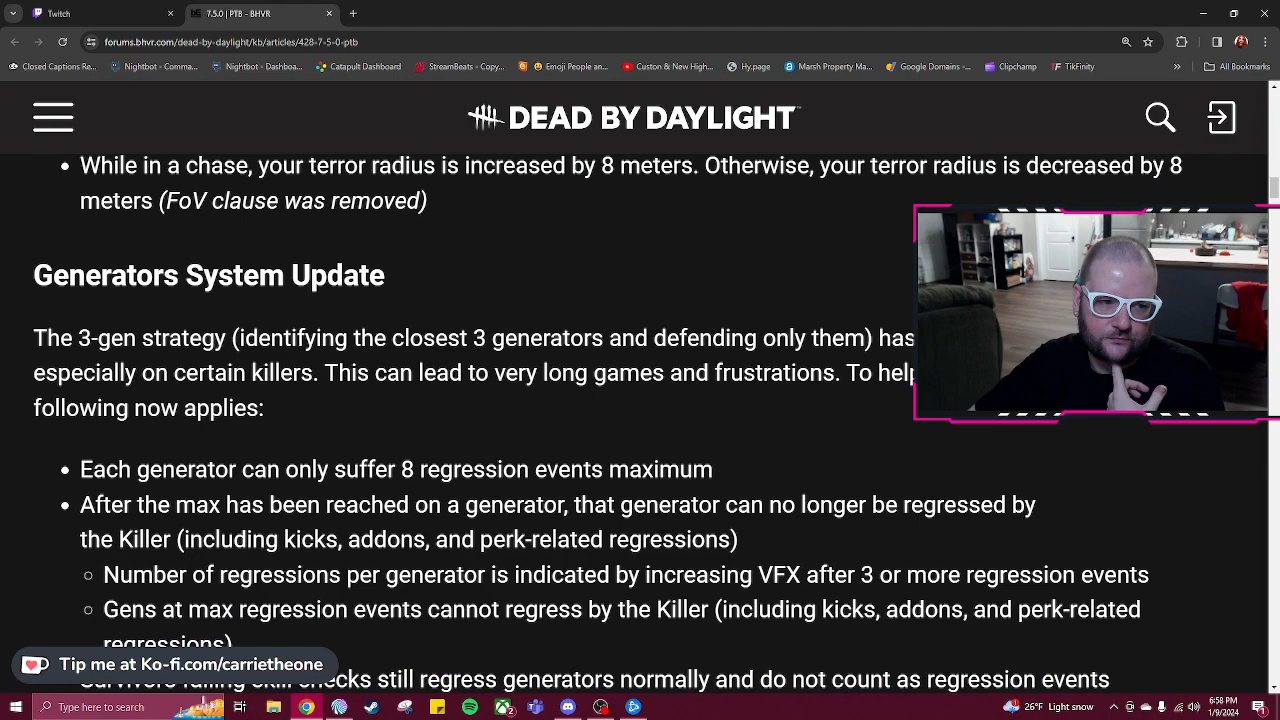 Twitch
7.5.0 | PTB - BHVR
forums.bhvr.com/dead-by-daylight/kb/articles/428-7-5-0-ptb
Closed Captions Re...
Nightbot - Comma...
Nightbot - Dashboa...
Catapult Dashboard
StreamBeats - Copy...
Emoji People an...
Custon & New High...
Hy.page
Marsh Property Ma...
Google Domains -...
Clipchamp
TikFinity
All Bookmarks
DEAD BY DAYLIGHT
While in a chase, your terror radius is increased by 8 meters. Otherwise, your terror radius is decreased by 8
meters (FoV clause was removed)
Generators System Update
The 3-gen strategy (identifying the closest 3 generators and defending only them) has
especially on certain killers. This can lead to very long games and frustrations. To help
following now applies:
Each generator can only suffer 8 regression events maximum
After the max has been reached on a generator, that generator can no longer be regressed by
the Killer (including kicks, addons, and perk-related regressions)
Number of regressions per generator is indicated by increasing VFX after 3 or more regression events
Gens at max regression events cannot regress by the Killer (including kicks, addons, and perk-related
regressions)
Survivors failing skill checks still regress generators normally and do not count as regression events
Tip me at Ko-fi.com/carrietheone
Type here to search
26°F Light snow
6:58 PM
1/9/2024